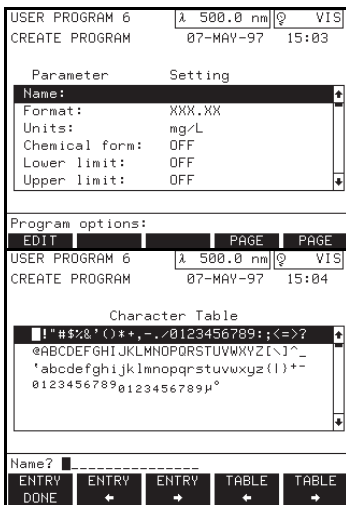 USER PROGRAM 6 λ 500.0 nm VIS
CREATE PROGRAM 07-MAY-97 15:03
Parameter Setting
Name:
Format: XXX.XX
Units: mg/L
Chemical form: OFF
Lower limit: OFF
Upper limit: OFF
Program options:
EDIT PAGE PAGE
USER PROGRAM 6 λ 500.0 nm VIS
CREATE PROGRAM 07-MAY-97 15:04
Character Table
!"#$%&'()*+,-./0123456789:;<=>?
@ABCDEFGHIJKLMNOPQRSTUVWXYZ[\]^_
'abcdefghijklmnopqrstuvwxyz{|}+-
⁰¹²³⁴⁵⁶⁷⁸⁹₀₁₂₃₄₅₆₇₈₉µ°
Name? _______________
ENTRY ENTRY ENTRY TABLE TABLE
DONE ← → ← →